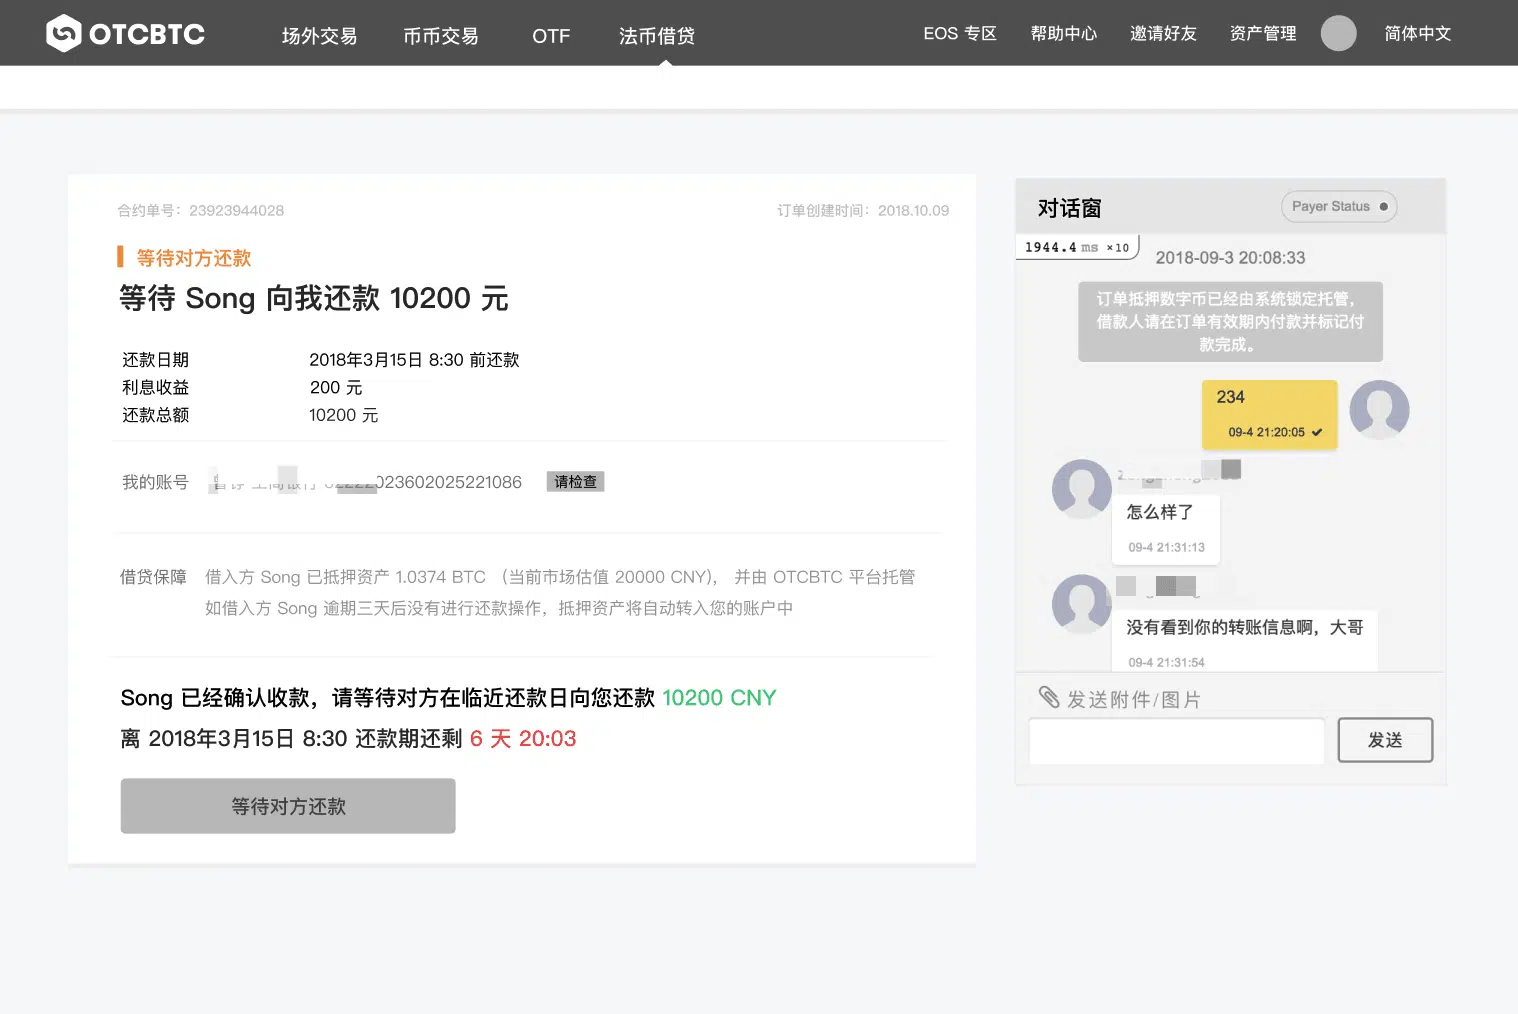 OTCBTC
场外交易 币币交易 OTF 法币借贷
EOS 专区 帮助中心 邀请好友 资产管理 简体中文
合约单号：23923944028
订单创建时间：2018.10.09
等待对方还款
等待 Song 向我还款 10200 元
还款日期 2018年3月15日 8:30 前还款
利息收益 200 元
还款总额 10200 元
我的账号 023602025221086 请检查
借贷保障 借入方 Song 已抵押资产 1.0374 BTC （当前市场估值 20000 CNY)， 并由 OTCBTC 平台托管
如借入方 Song 逾期三天后没有进行还款操作，抵押资产将自动转入您的账户中
Song 已经确认收款，请等待对方在临近还款日向您还款 10200 CNY
离 2018年3月15日 8:30 还款期还剩 6 天 20:03
等待对方还款
对话窗
Payer Status
1944.4 ms ×10
2018-09-3 20:08:33
订单抵押数字币已经由系统锁定托管，
借款人请在订单有效期内付款并标记付
款完成。
234
09-4 21:20:05
怎么样了
09-4 21:31:13
没有看到你的转账信息啊，大哥
09-4 21:31:54
发送附件/图片
发送